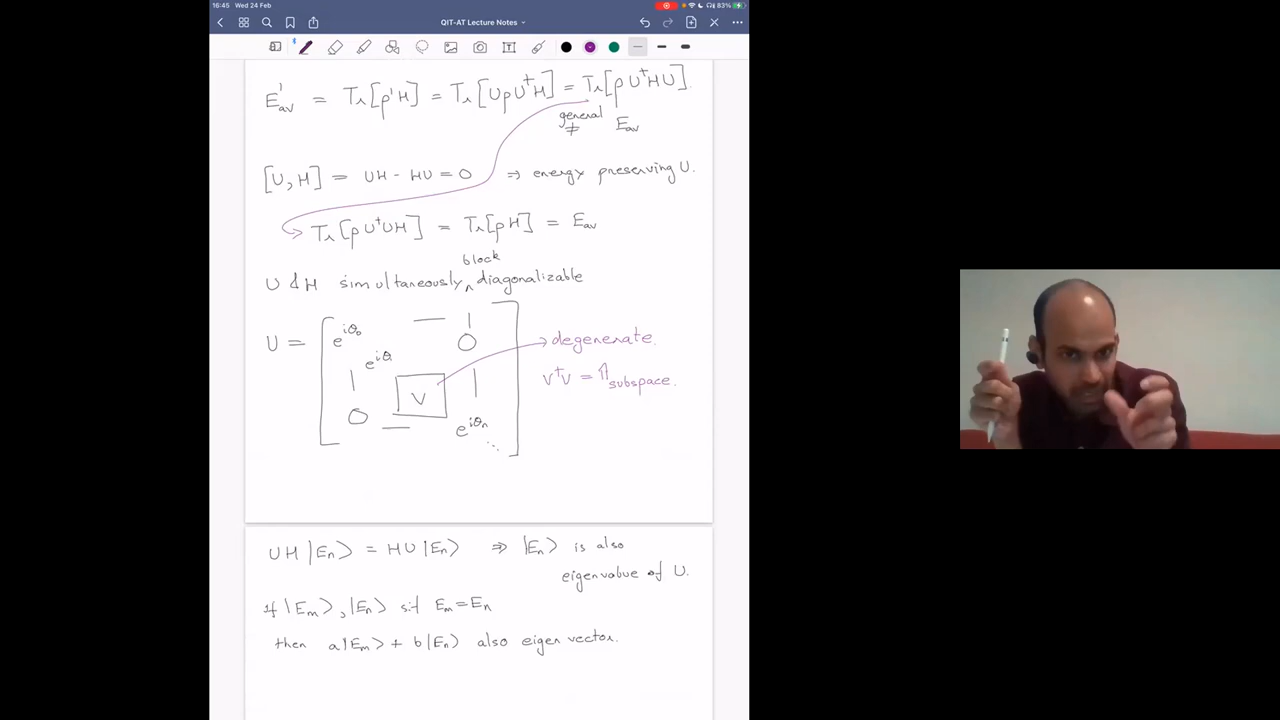 16:45 Wed 24 Feb
83%
QIT-AT Lecture Notes
E'av = Tr[ρ'H] = Tr[UρU†H] = Tr[ρU†HU].
general
≠ Eav
[U, H] = UH - HU = 0 ⇒ energy preserving U.
Tr[ρU†UH] = Tr[ρH] = Eav
block
U & H simultaneously ∧ diagonalizable
U = [ e^{iθ₀} — | 0
e^{iθ₁}
| V |
0 — e^{iθₙ} ⋱ ]
→ degenerate.
V†V = 𝟙subspace.
UH|En⟩ = HU|En⟩ ⇒ |En⟩ is also
eigenvalue of U.
If |Em⟩, |En⟩ s.t Em = En
then a|Em⟩ + b|En⟩ also eigen vector.